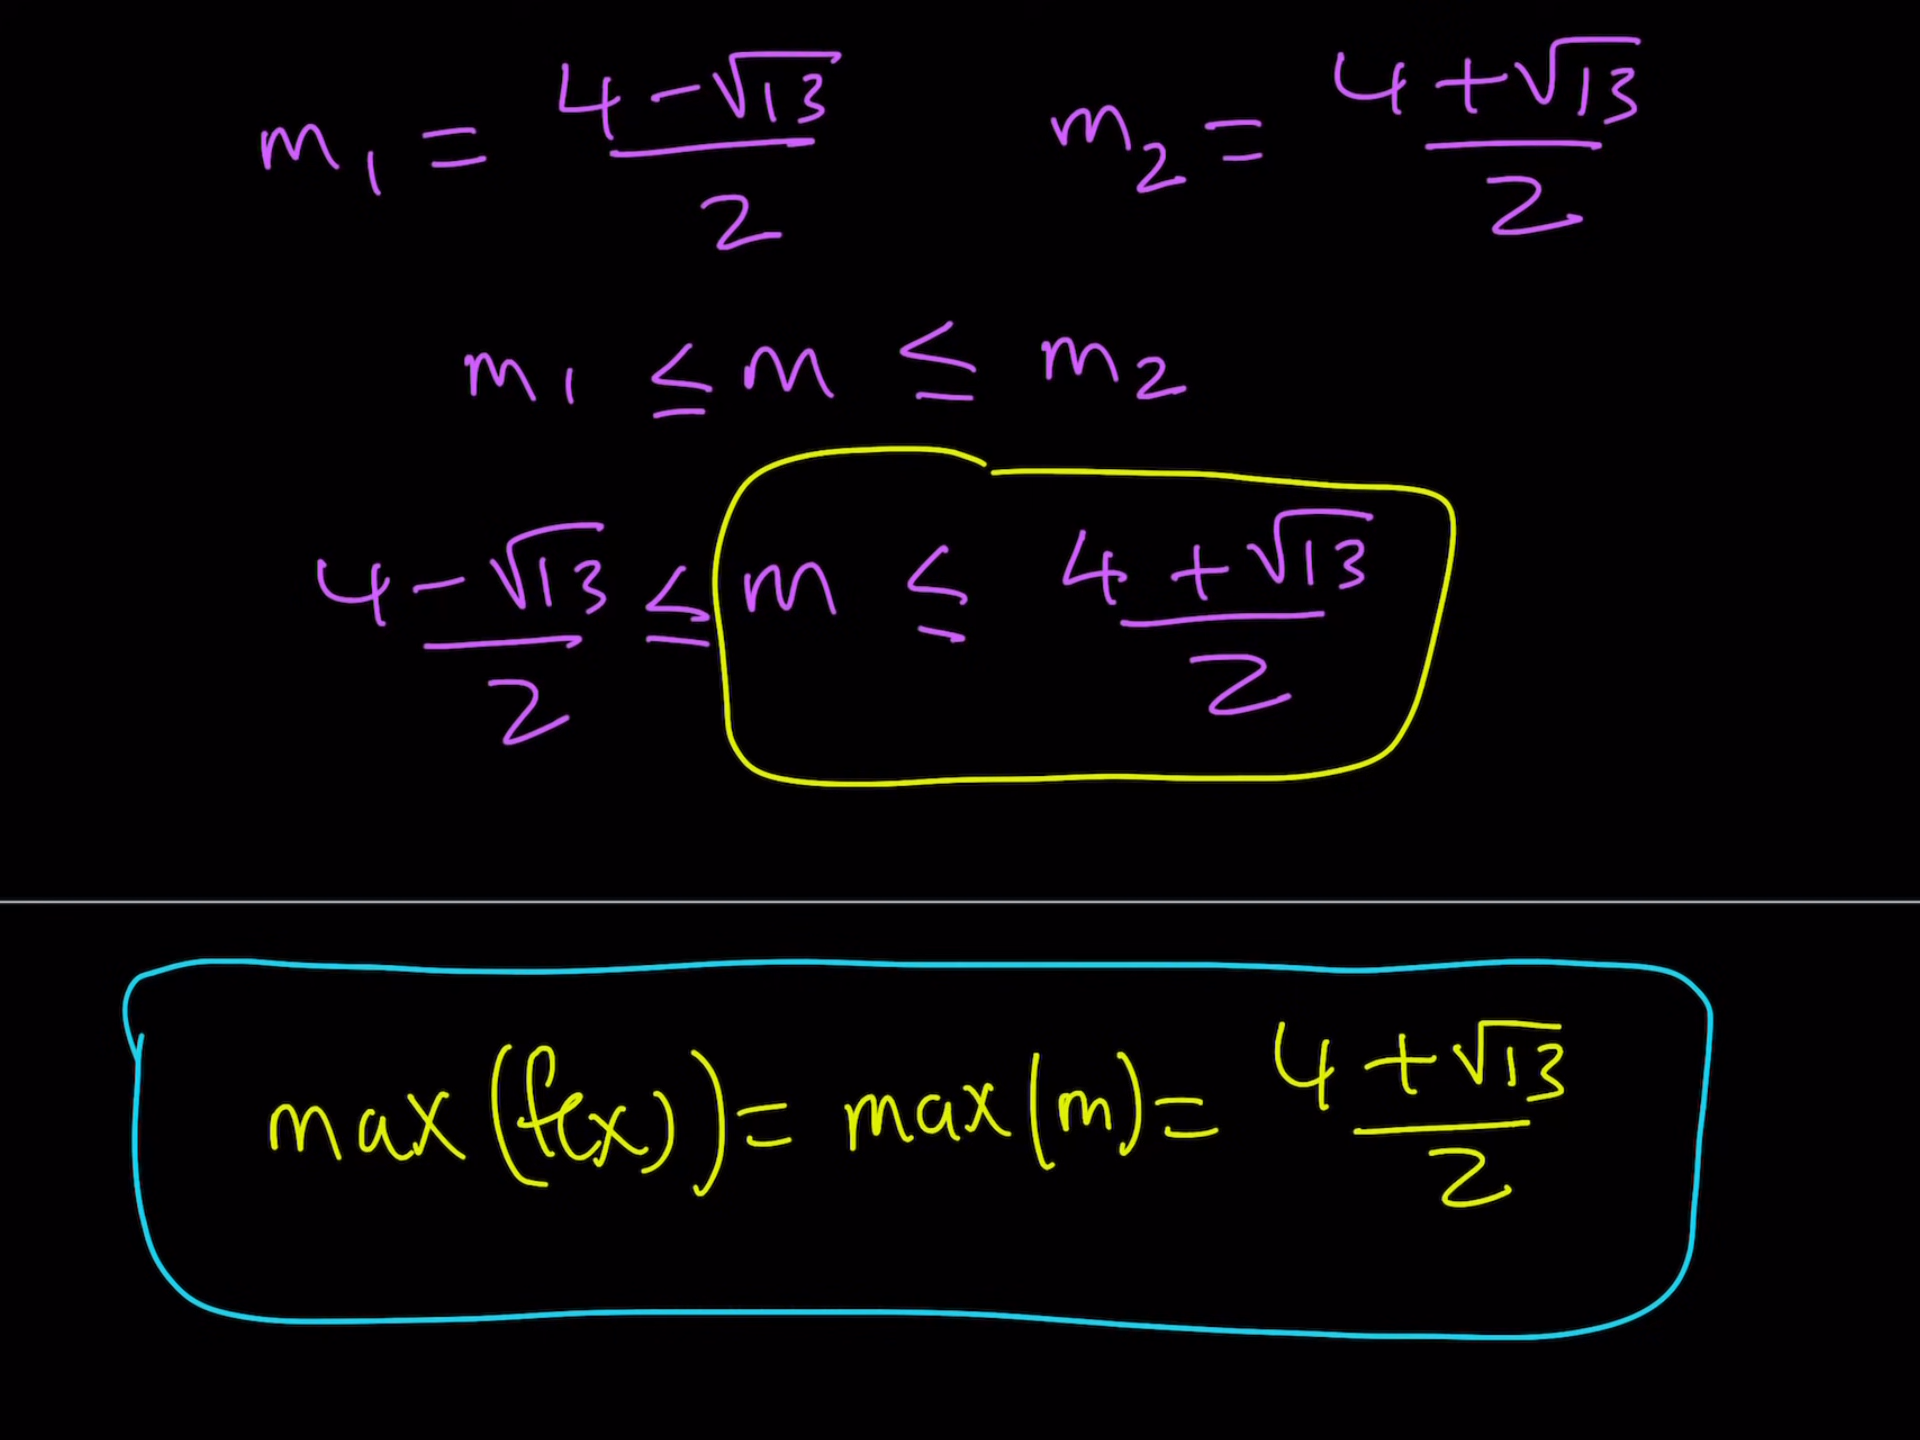 m₁ = (4 − √13)/2    m₂ = (4 + √13)/2
m₁ ≤ m ≤ m₂
(4 − √13)/2 ≤ m ≤ (4 + √13)/2
max(f(x)) = max(m) = (4 + √13)/2